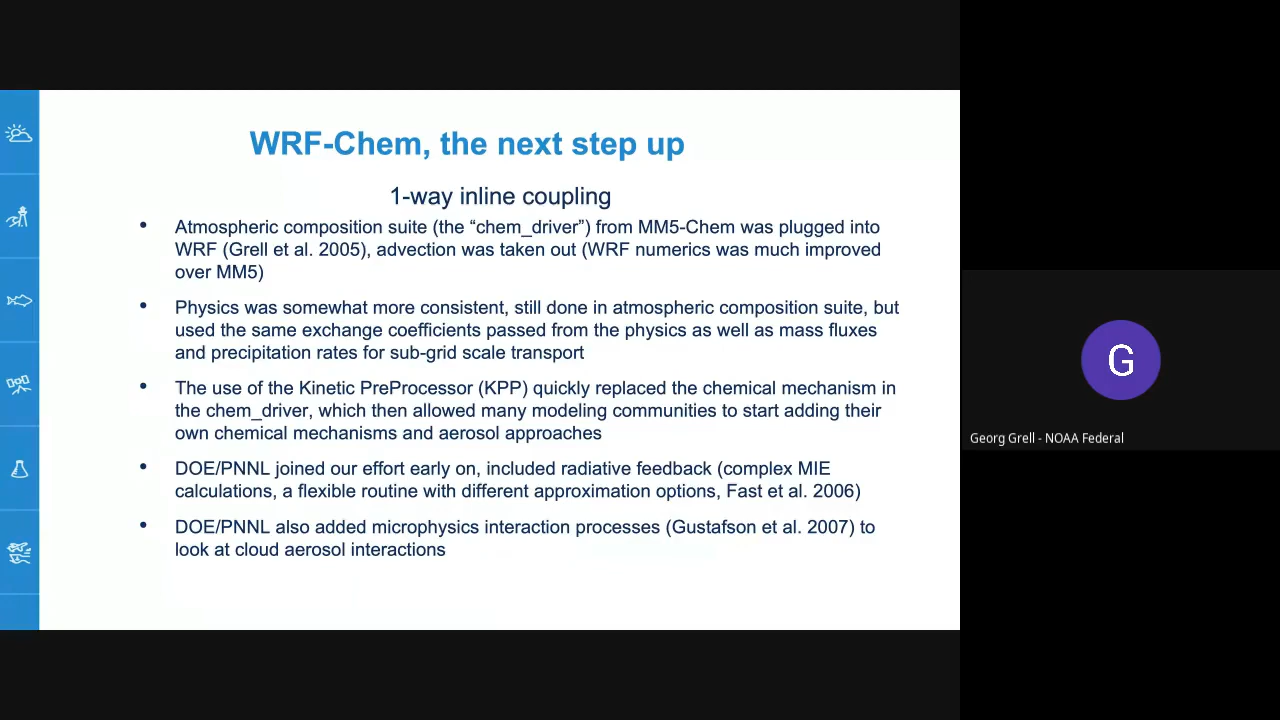 WRF-Chem, the next step up
1-way inline coupling
• Atmospheric composition suite (the “chem_driver”) from MM5-Chem was plugged into
WRF (Grell et al. 2005), advection was taken out (WRF numerics was much improved
over MM5)
• Physics was somewhat more consistent, still done in atmospheric composition suite, but
used the same exchange coefficients passed from the physics as well as mass fluxes
and precipitation rates for sub-grid scale transport
• The use of the Kinetic PreProcessor (KPP) quickly replaced the chemical mechanism in
the chem_driver, which then allowed many modeling communities to start adding their
own chemical mechanisms and aerosol approaches
• DOE/PNNL joined our effort early on, included radiative feedback (complex MIE
calculations, a flexible routine with different approximation options, Fast et al. 2006)
• DOE/PNNL also added microphysics interaction processes (Gustafson et al. 2007) to
look at cloud aerosol interactions
G
Georg Grell - NOAA Federal